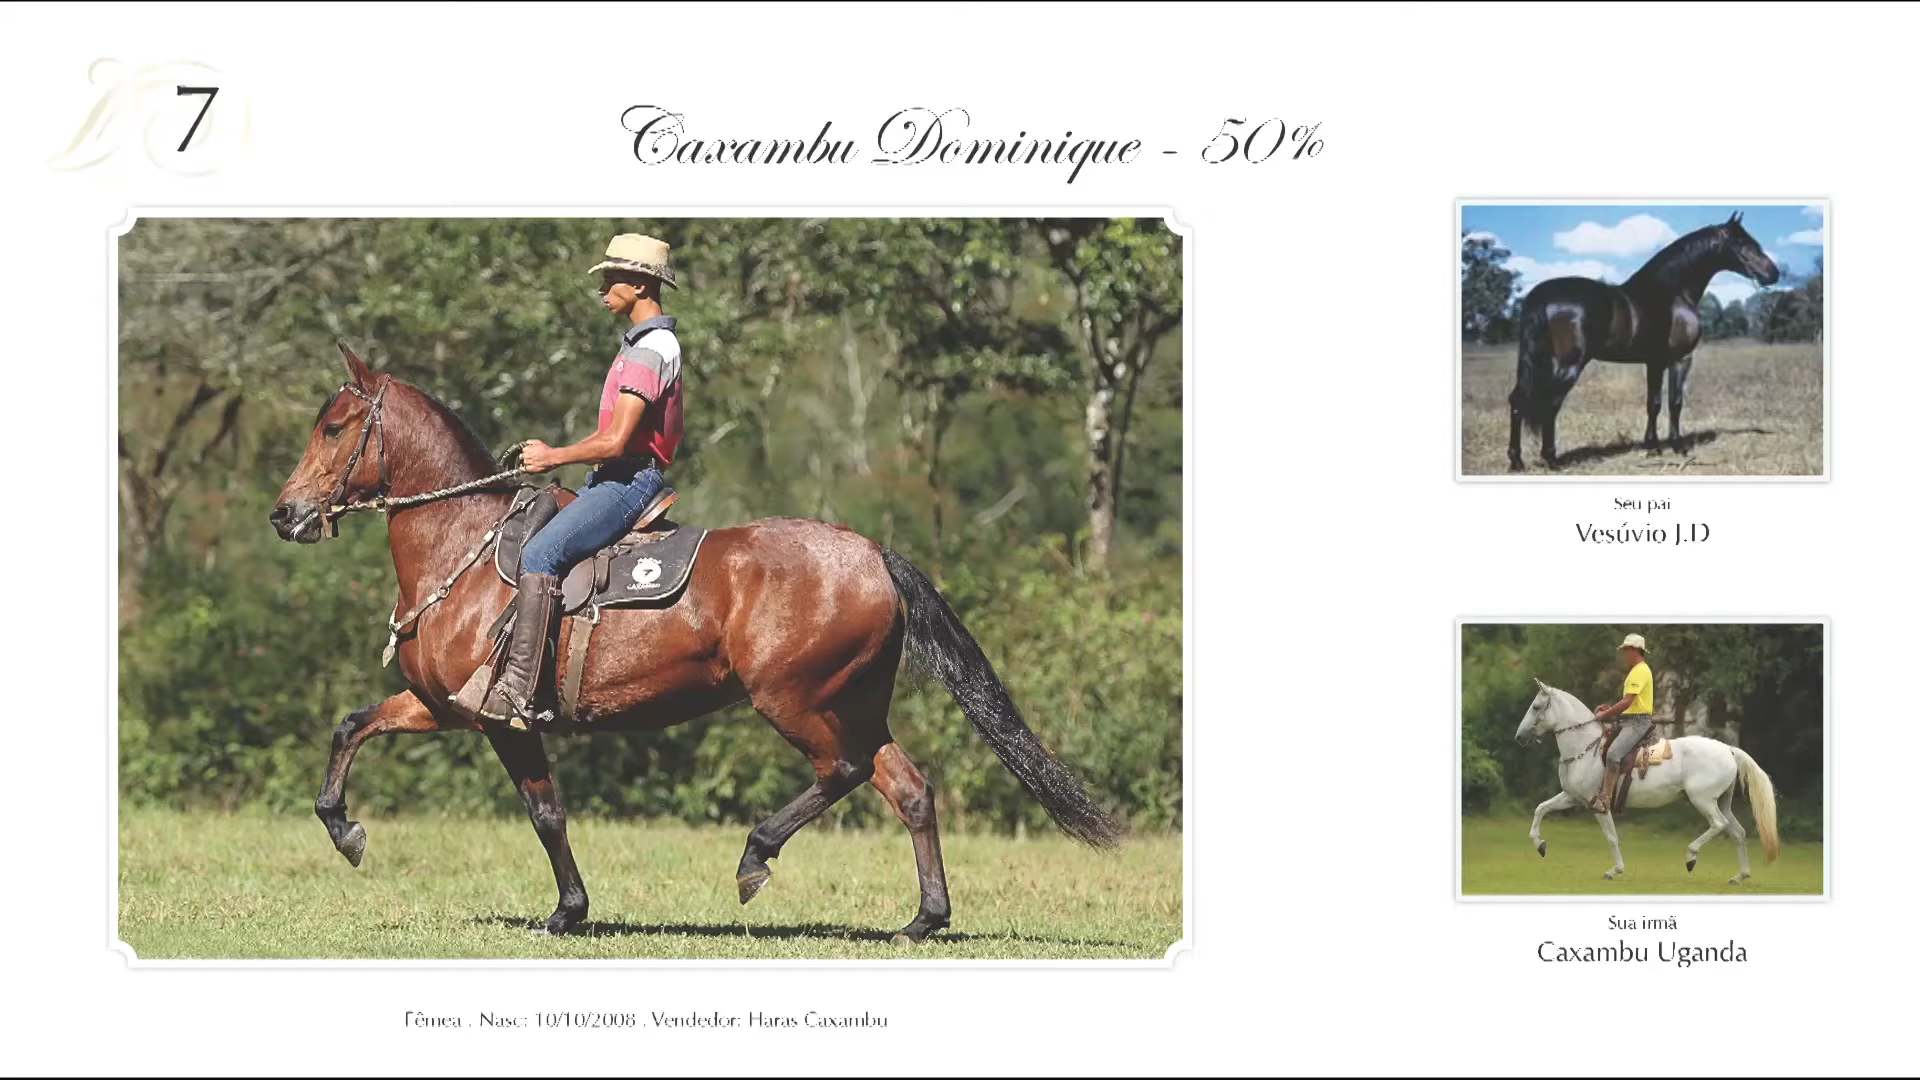 7
Caxambu Dominique - 50%
Seu pai
Vesúvio J.D
Sua irmã
Caxambu Uganda
Fêmea . Nasc: 10/10/2008 . Vendedor: Haras Caxambu